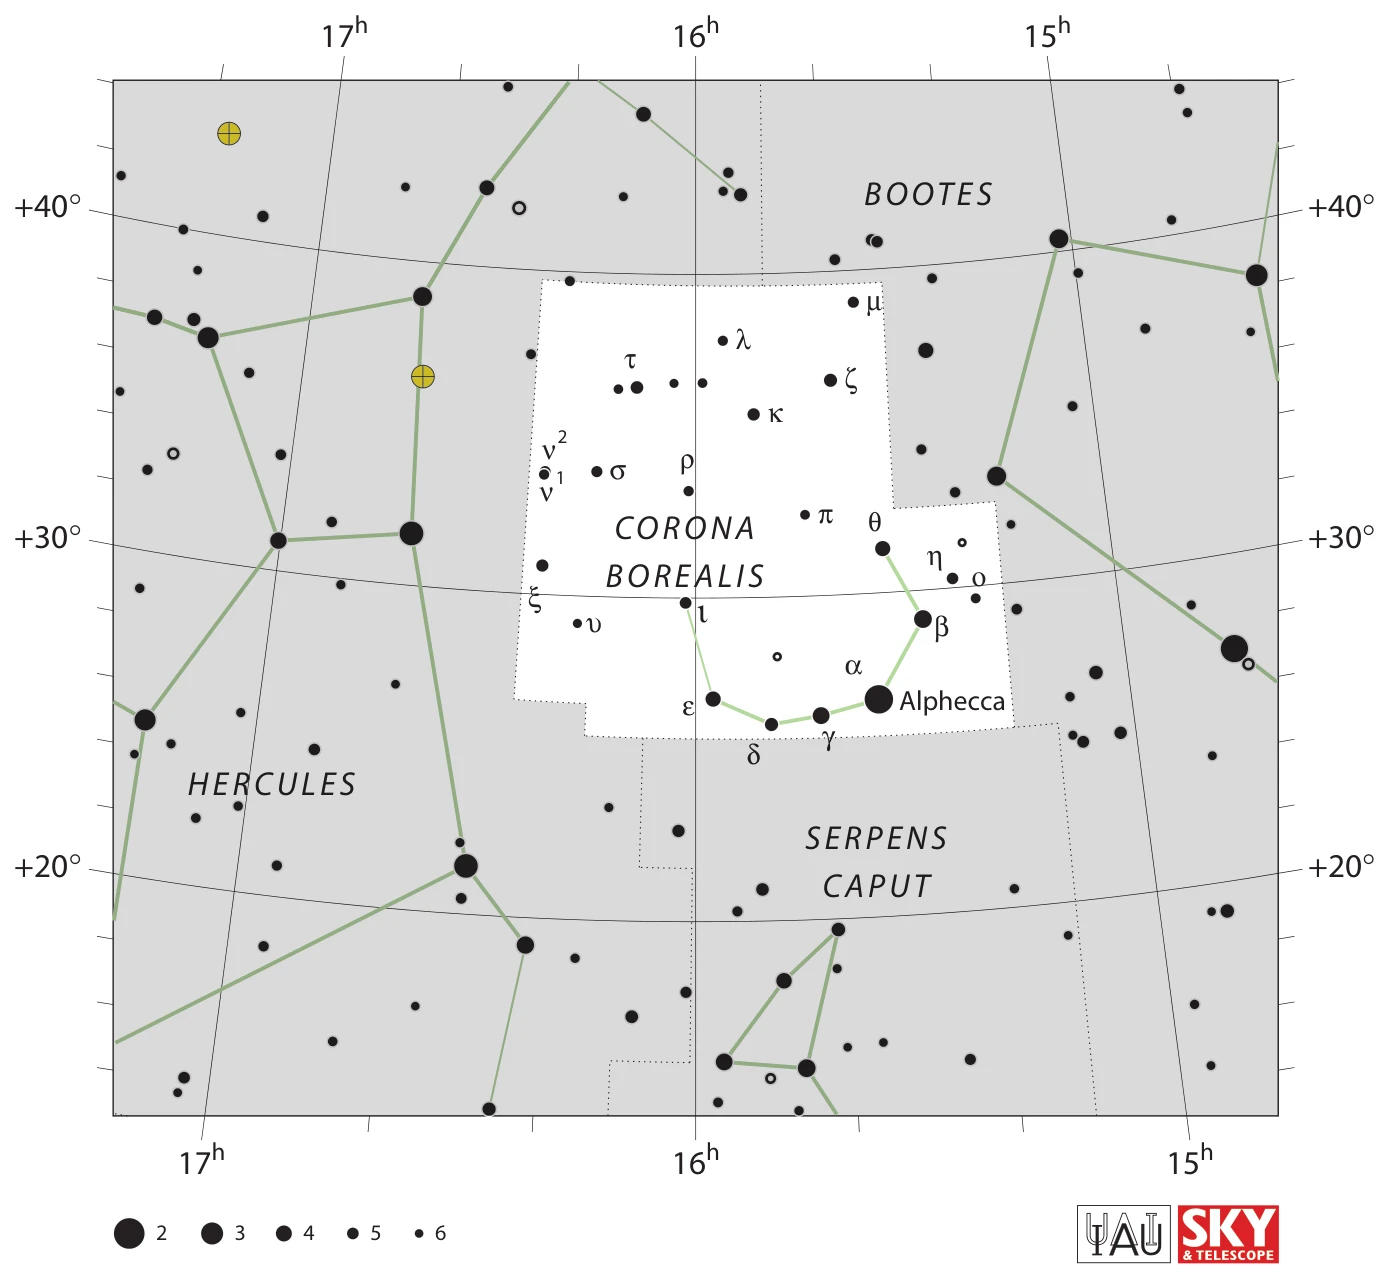 17h 16h 15h
+40° +40°
BOOTES
μ
λ
τ
ζ
κ
ν2
σ
ρ
ν1
π
θ
CORONA
+30° +30°
η
BOREALIS
ο
ξ
ι
υ
β
α
ε
Alphecca
γ
δ
HERCULES
SERPENS
+20° +20°
CAPUT
17h 16h 15h
2 3 4 5 6
IAU
SKY
& TELESCOPE